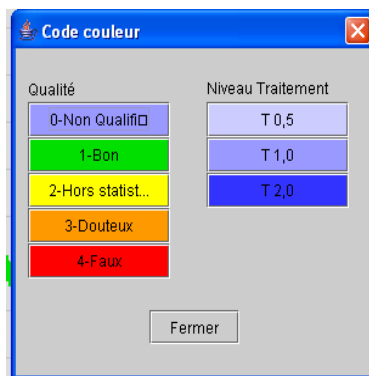 Code couleur
Qualité
Niveau Traitement
0-Non Qualifi□
T 0,5
1-Bon
T 1,0
2-Hors statist...
T 2,0
3-Douteux
4-Faux
Fermer